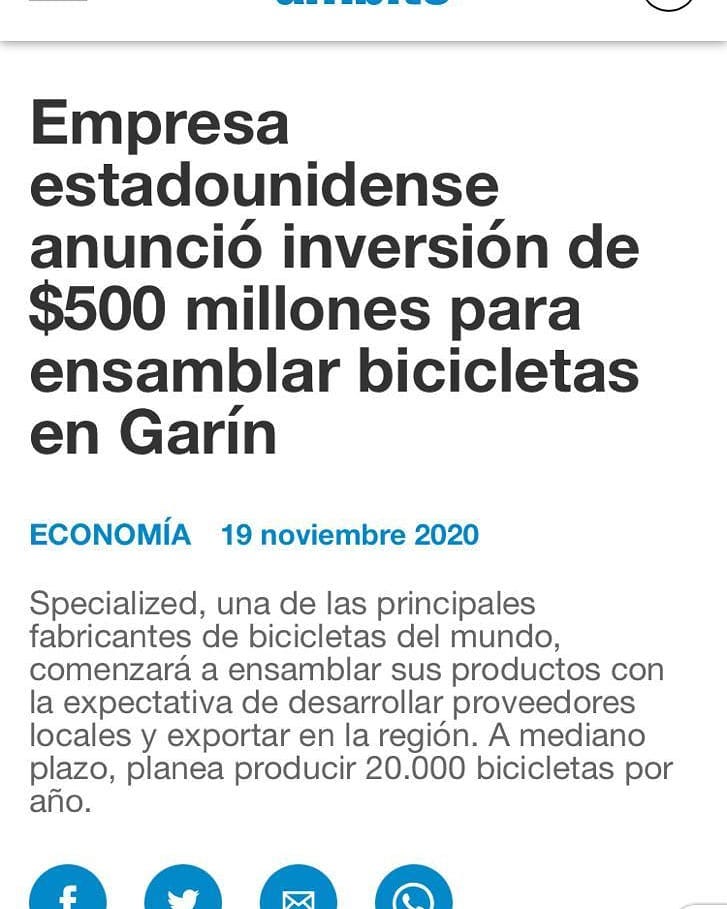 Empresa
estadounidense
anunció inversión de
$500 millones para
ensamblar bicicletas
en Garín
ECONOMÍA 19 noviembre 2020
Specialized, una de las principales
fabricantes de bicicletas del mundo,
comenzará a ensamblar sus productos con
la expectativa de desarrollar proveedores
locales y exportar en la región. A mediano
plazo, planea producir 20.000 bicicletas por
año.